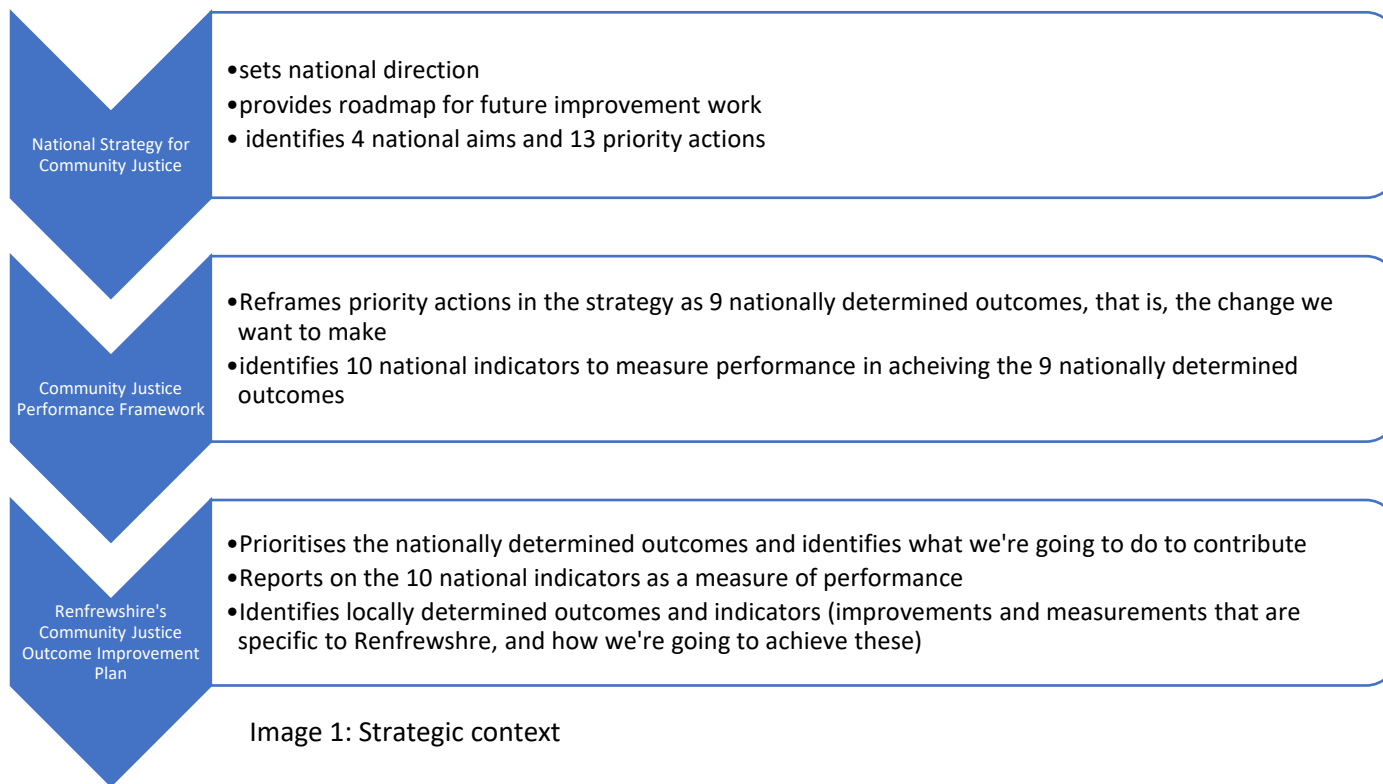 National Strategy for
Community Justice
•sets national direction
•provides roadmap for future improvement work
• identifies 4 national aims and 13 priority actions
Community Justice
Performance Framework
•Reframes priority actions in the strategy as 9 nationally determined outcomes, that is, the change we
want to make
•identifies 10 national indicators to measure performance in acheiving the 9 nationally determined
outcomes
Renfrewshire's
Community Justice
Outcome Improvement
Plan
•Prioritises the nationally determined outcomes and identifies what we're going to do to contribute
•Reports on the 10 national indicators as a measure of performance
•Identifies locally determined outcomes and indicators (improvements and measurements that are
specific to Renfrewshre, and how we're going to achieve these)
Image 1: Strategic context